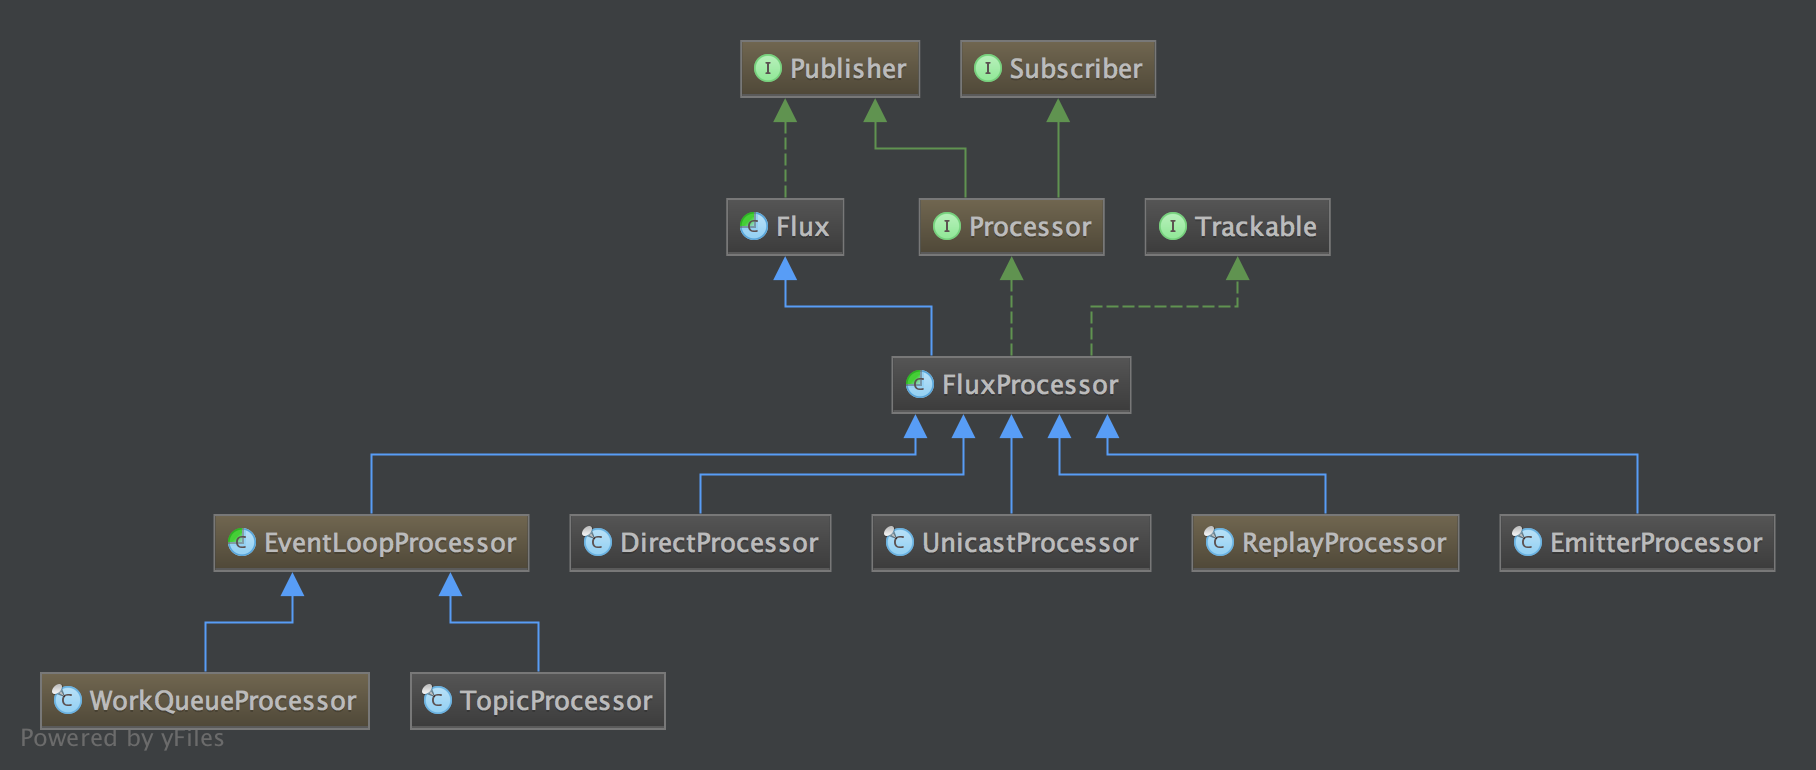 I Publisher
I Subscriber
C Flux
I Processor
I Trackable
C FluxProcessor
C EventLoopProcessor
C DirectProcessor
C UnicastProcessor
C ReplayProcessor
C EmitterProcessor
C WorkQueueProcessor
C TopicProcessor
Powered by yFiles